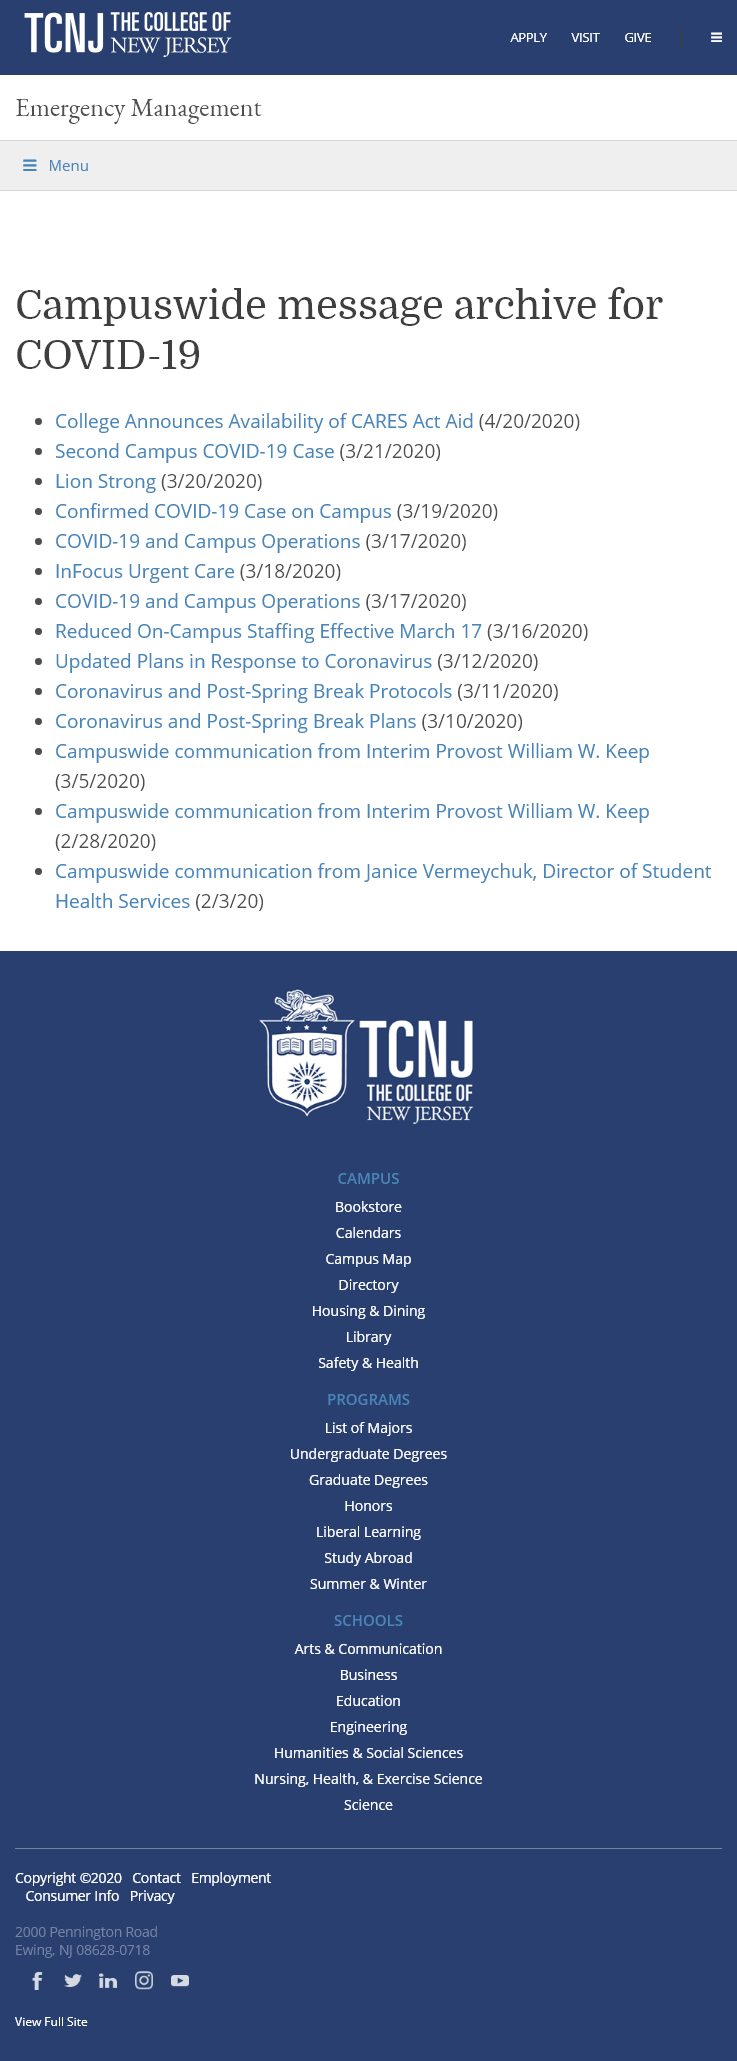 TCNJ THE COLLEGE OF
NEW JERSEY
APPLY VISIT GIVE
Emergency Management
Menu
Campuswide message archive for
COVID-19
College Announces Availability of CARES Act Aid (4/20/2020)
Second Campus COVID-19 Case (3/21/2020)
Lion Strong (3/20/2020)
Confirmed COVID-19 Case on Campus (3/19/2020)
COVID-19 and Campus Operations (3/17/2020)
InFocus Urgent Care (3/18/2020)
COVID-19 and Campus Operations (3/17/2020)
Reduced On-Campus Staffing Effective March 17 (3/16/2020)
Updated Plans in Response to Coronavirus (3/12/2020)
Coronavirus and Post-Spring Break Protocols (3/11/2020)
Coronavirus and Post-Spring Break Plans (3/10/2020)
Campuswide communication from Interim Provost William W. Keep
(3/5/2020)
Campuswide communication from Interim Provost William W. Keep
(2/28/2020)
Campuswide communication from Janice Vermeychuk, Director of Student
Health Services (2/3/20)
TCNJ
THE COLLEGE OF
NEW JERSEY
CAMPUS
Bookstore
Calendars
Campus Map
Directory
Housing & Dining
Library
Safety & Health
PROGRAMS
List of Majors
Undergraduate Degrees
Graduate Degrees
Honors
Liberal Learning
Study Abroad
Summer & Winter
SCHOOLS
Arts & Communication
Business
Education
Engineering
Humanities & Social Sciences
Nursing, Health, & Exercise Science
Science
Copyright ©2020 Contact Employment
Consumer Info Privacy
2000 Pennington Road
Ewing, NJ 08628-0718
View Full Site